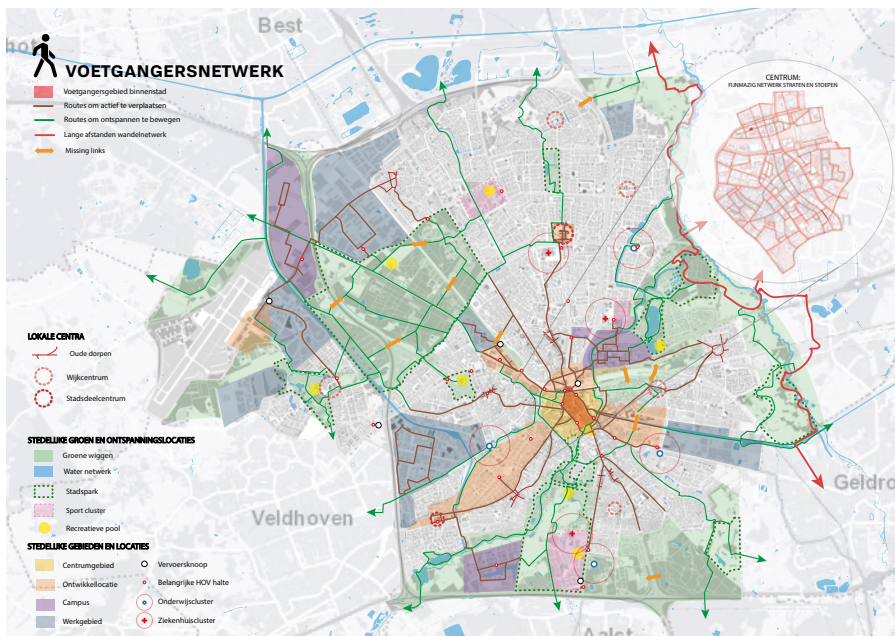 Best
VOETGANGERSNETWERK
Voetgangersgebied binnenstad
Routes om actief te verplaatsen
Routes om ontspannen te bewegen
Lange afstanden wandelnetwerk
Missing links
CENTRUM:
FIJNMAZIG NETWERK STRATEN EN STOEPEN
LOKALE CENTRA
Oude dorpen
Wijkcentrum
Stadsdeelcentrum
STEDELIJKE GROEN EN ONTSPANNINGSLOCATIES
Groene wiggen
Water netwerk
Stadspark
Sport cluster
Recreatieve pool
STEDELIJKE GEBIEDEN EN LOCATIES
Centrumgebied
Ontwikkellocatie
Campus
Werkgebied
Vervoersknoop
Belangrijke HOV halte
Onderwijscluster
Ziekenhuiscluster
Veldhoven
Geldro
Aalst